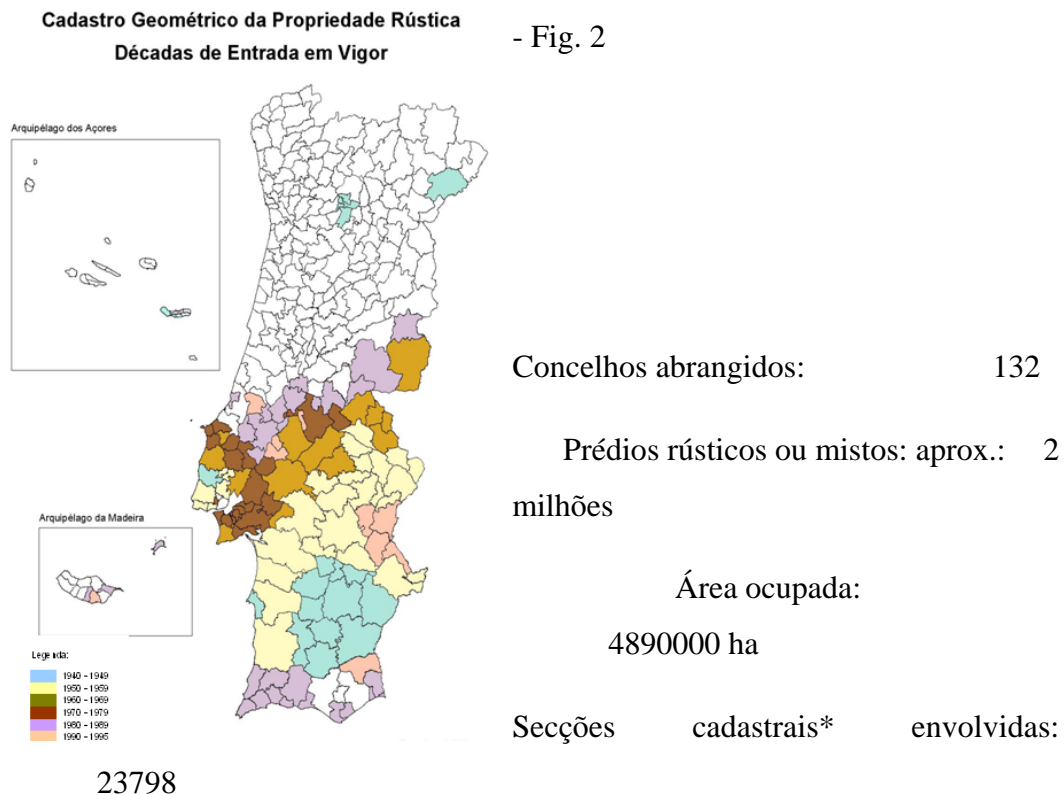 Cadastro Geométrico da Propriedade Rústica
Décadas de Entrada em Vigor
- Fig. 2
Arquipélago dos Açores
Concelhos abrangidos: 132
Prédios rústicos ou mistos: aprox.: 2
milhões
Arquipélago da Madeira
Área ocupada:
4890000 ha
Legenda:
1940 - 1949
1950 - 1959
1960 - 1969
1970 - 1979
1980 - 1989
1990 - 1995
Secções cadastrais* envolvidas:
23798